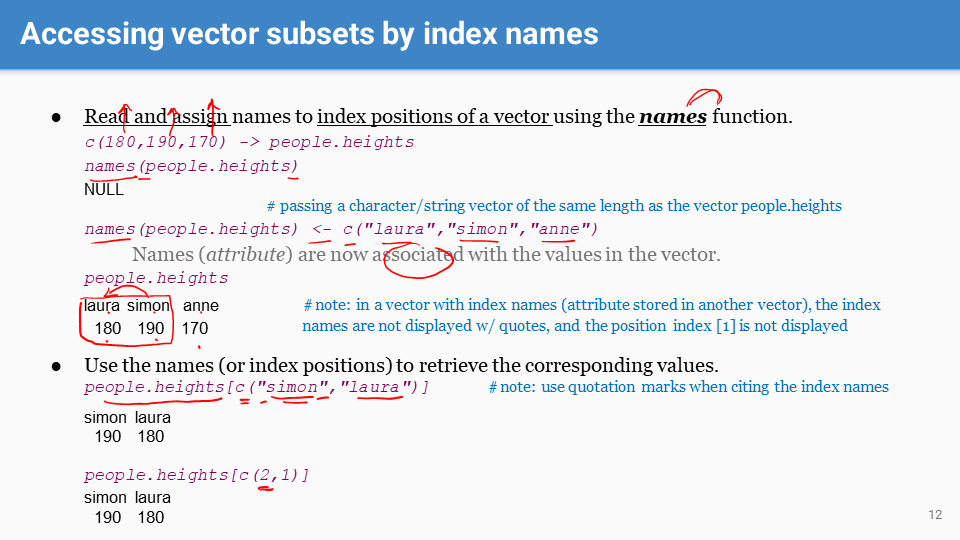 Accessing vector subsets by index names
● Read and assign names to index positions of a vector using the names function.
c(180,190,170) -> people.heights
names(people.heights)
NULL
# passing a character/string vector of the same length as the vector people.heights
names(people.heights) <- c("laura","simon","anne")
Names (attribute) are now associated with the values in the vector.
people.heights
laura simon anne
180 190 170
# note: in a vector with index names (attribute stored in another vector), the index
names are not displayed w/ quotes, and the position index [1] is not displayed
● Use the names (or index positions) to retrieve the corresponding values.
people.heights[c("simon","laura")]
# note: use quotation marks when citing the index names
simon laura
190 180
people.heights[c(2,1)]
simon laura
190 180
12